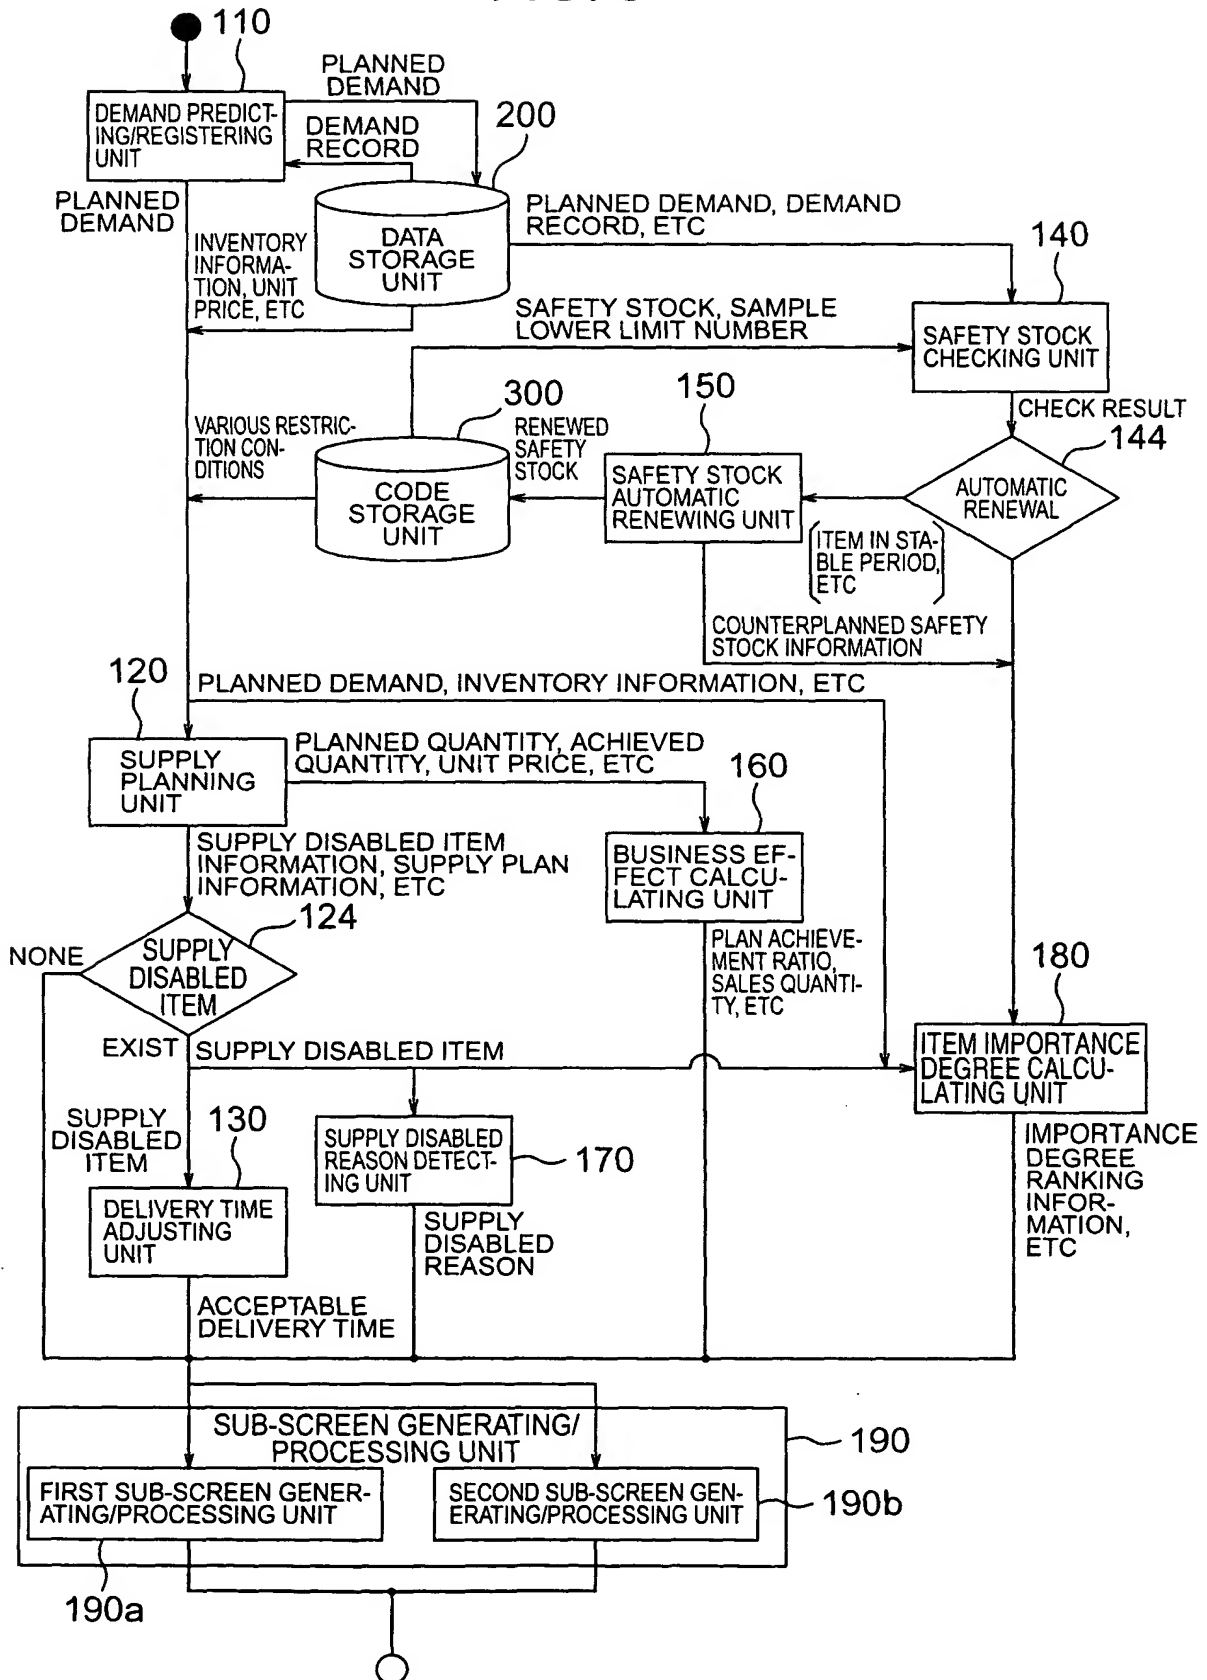 110
PLANNED
DEMAND
DEMAND PREDICT-
ING/REGISTERING
UNIT
DEMAND
RECORD
200
PLANNED
DEMAND
PLANNED DEMAND, DEMAND
RECORD, ETC
INVENTORY
INFORMA-
TION, UNIT
PRICE, ETC
DATA
STORAGE
UNIT
140
SAFETY STOCK, SAMPLE
LOWER LIMIT NUMBER
SAFETY STOCK
CHECKING UNIT
150
300
CHECK RESULT
144
VARIOUS RESTRIC-
TION CON-
DITIONS
RENEWED
SAFETY
STOCK
CODE
STORAGE
UNIT
SAFETY STOCK
AUTOMATIC
RENEWING UNIT
AUTOMATIC
RENEWAL
ITEM IN STA-
BLE PERIOD,
ETC
COUNTERPLANNED SAFETY
STOCK INFORMATION
120
PLANNED DEMAND, INVENTORY INFORMATION, ETC
SUPPLY
PLANNING
UNIT
PLANNED QUANTITY, ACHIEVED
QUANTITY, UNIT PRICE, ETC
160
SUPPLY DISABLED ITEM
INFORMATION, SUPPLY PLAN
INFORMATION, ETC
BUSINESS EF-
FECT CALCU-
LATING UNIT
124
NONE
SUPPLY
DISABLED
ITEM
PLAN ACHIEVE-
MENT RATIO,
SALES QUANTI-
TY, ETC
180
EXIST
SUPPLY DISABLED ITEM
ITEM IMPORTANCE
DEGREE CALCU-
LATING UNIT
SUPPLY
DISABLED
ITEM
130
SUPPLY DISABLED
REASON DETECT-
ING UNIT
170
IMPORTANCE
DEGREE
RANKING
INFOR-
MATION,
ETC
DELIVERY TIME
ADJUSTING
UNIT
SUPPLY
DISABLED
REASON
ACCEPTABLE
DELIVERY TIME
SUB-SCREEN GENERATING/
PROCESSING UNIT
190
FIRST SUB-SCREEN GENER-
ATING/PROCESSING UNIT
SECOND SUB-SCREEN GEN-
ERATING/PROCESSING UNIT
190b
190a